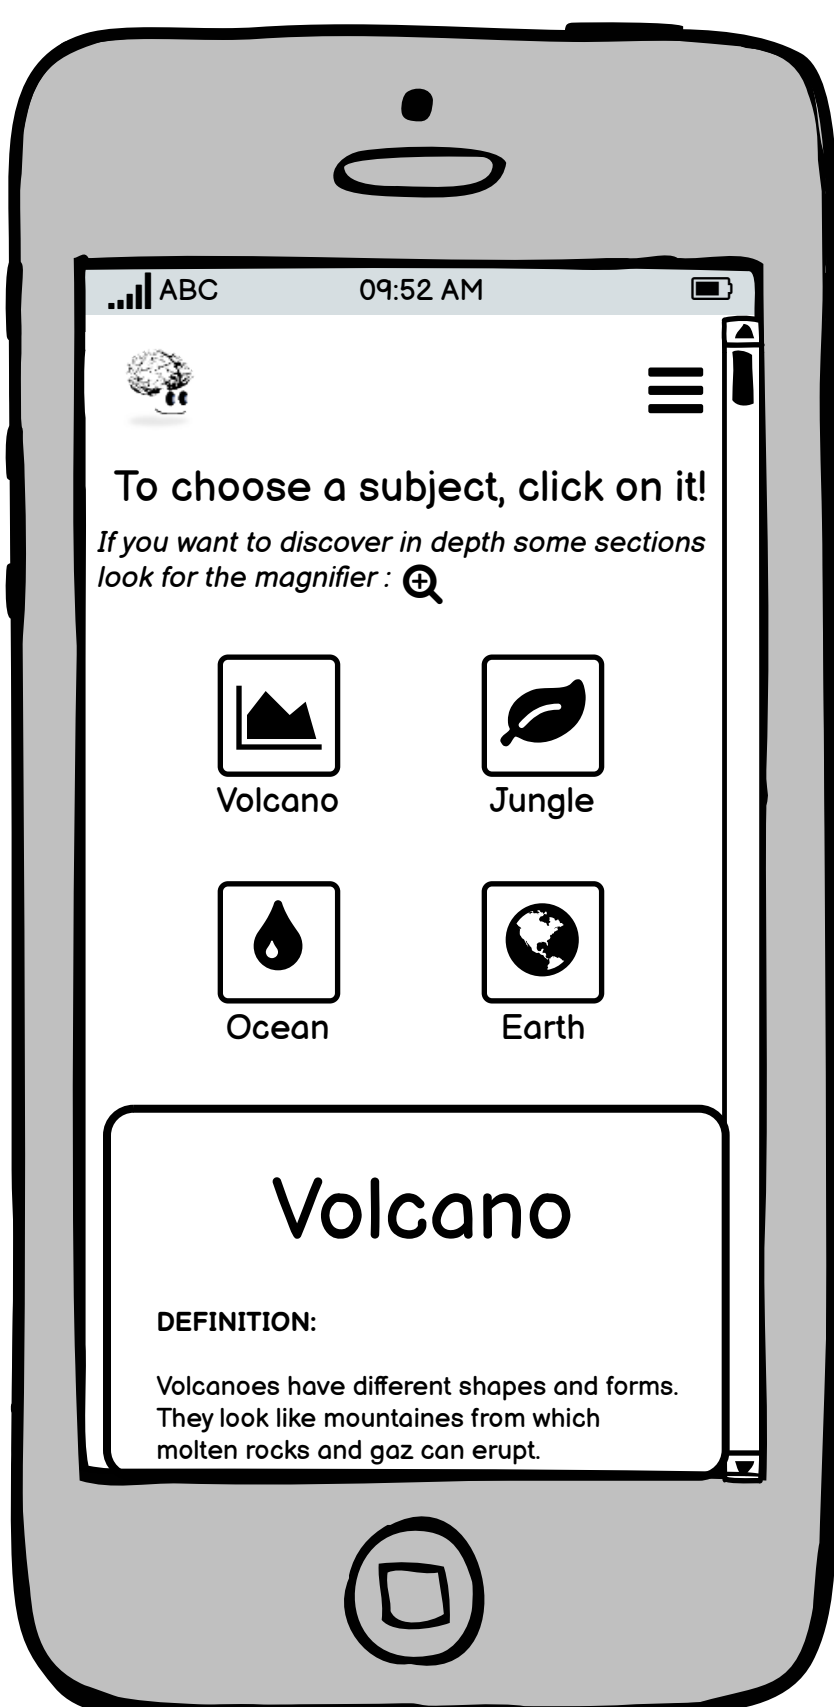 ABC 09:52 AM
To choose a subject, click on it!
If you want to discover in depth some sections
look for the magnifier :
Volcano Jungle
Ocean Earth
Volcano
DEFINITION:
Volcanoes have different shapes and forms.
They look like mountaines from which
molten rocks and gaz can erupt.